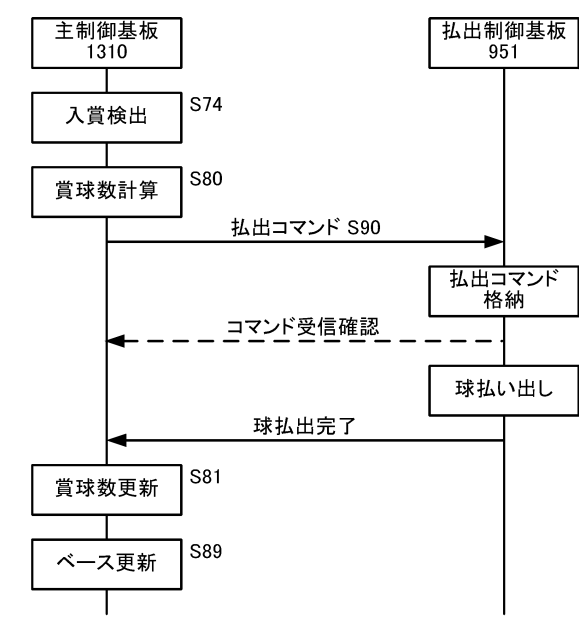 主制御基板
1310
払出制御基板
951
入賞検出
S74
賞球数計算
S80
払出コマンド S90
払出コマンド
格納
コマンド受信確認
球払い出し
球払出完了
賞球数更新
S81
ベース更新
S89